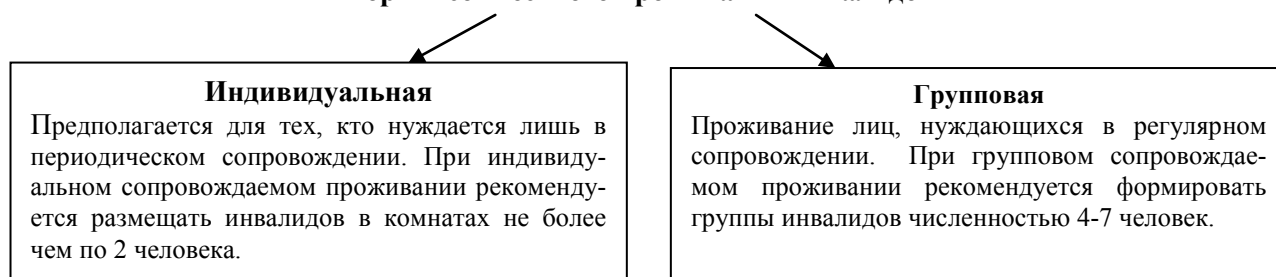 Индивидуальная
Предполагается для тех, кто нуждается лишь в
периодическом сопровождении. При индивиду-
альном сопровождаемом проживании рекоменду-
ется размещать инвалидов в комнатах не более
чем по 2 человека.
Групповая
Проживание лиц, нуждающихся в регулярном
сопровождении. При групповом сопровождае-
мом проживании рекомендуется формировать
группы инвалидов численностью 4-7 человек.